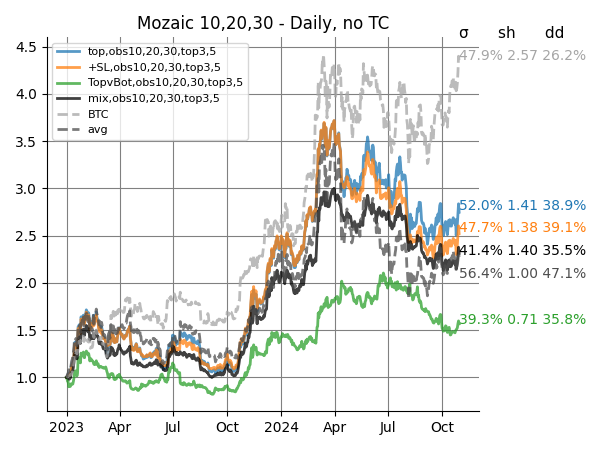 Mozaic 10,20,30 - Daily, no TC
σ sh dd
4.5
4.0
3.5
3.0
2.5
2.0
1.5
1.0
top,obs10,20,30,top3,5
+SL,obs10,20,30,top3,5
TopvBot,obs10,20,30,top3,5
mix,obs10,20,30,top3,5
BTC
avg
47.9% 2.57 26.2%
52.0% 1.41 38.9%
47.7% 1.38 39.1%
41.4% 1.40 35.5%
56.4% 1.00 47.1%
39.3% 0.71 35.8%
2023 Apr Jul Oct 2024 Apr Jul Oct